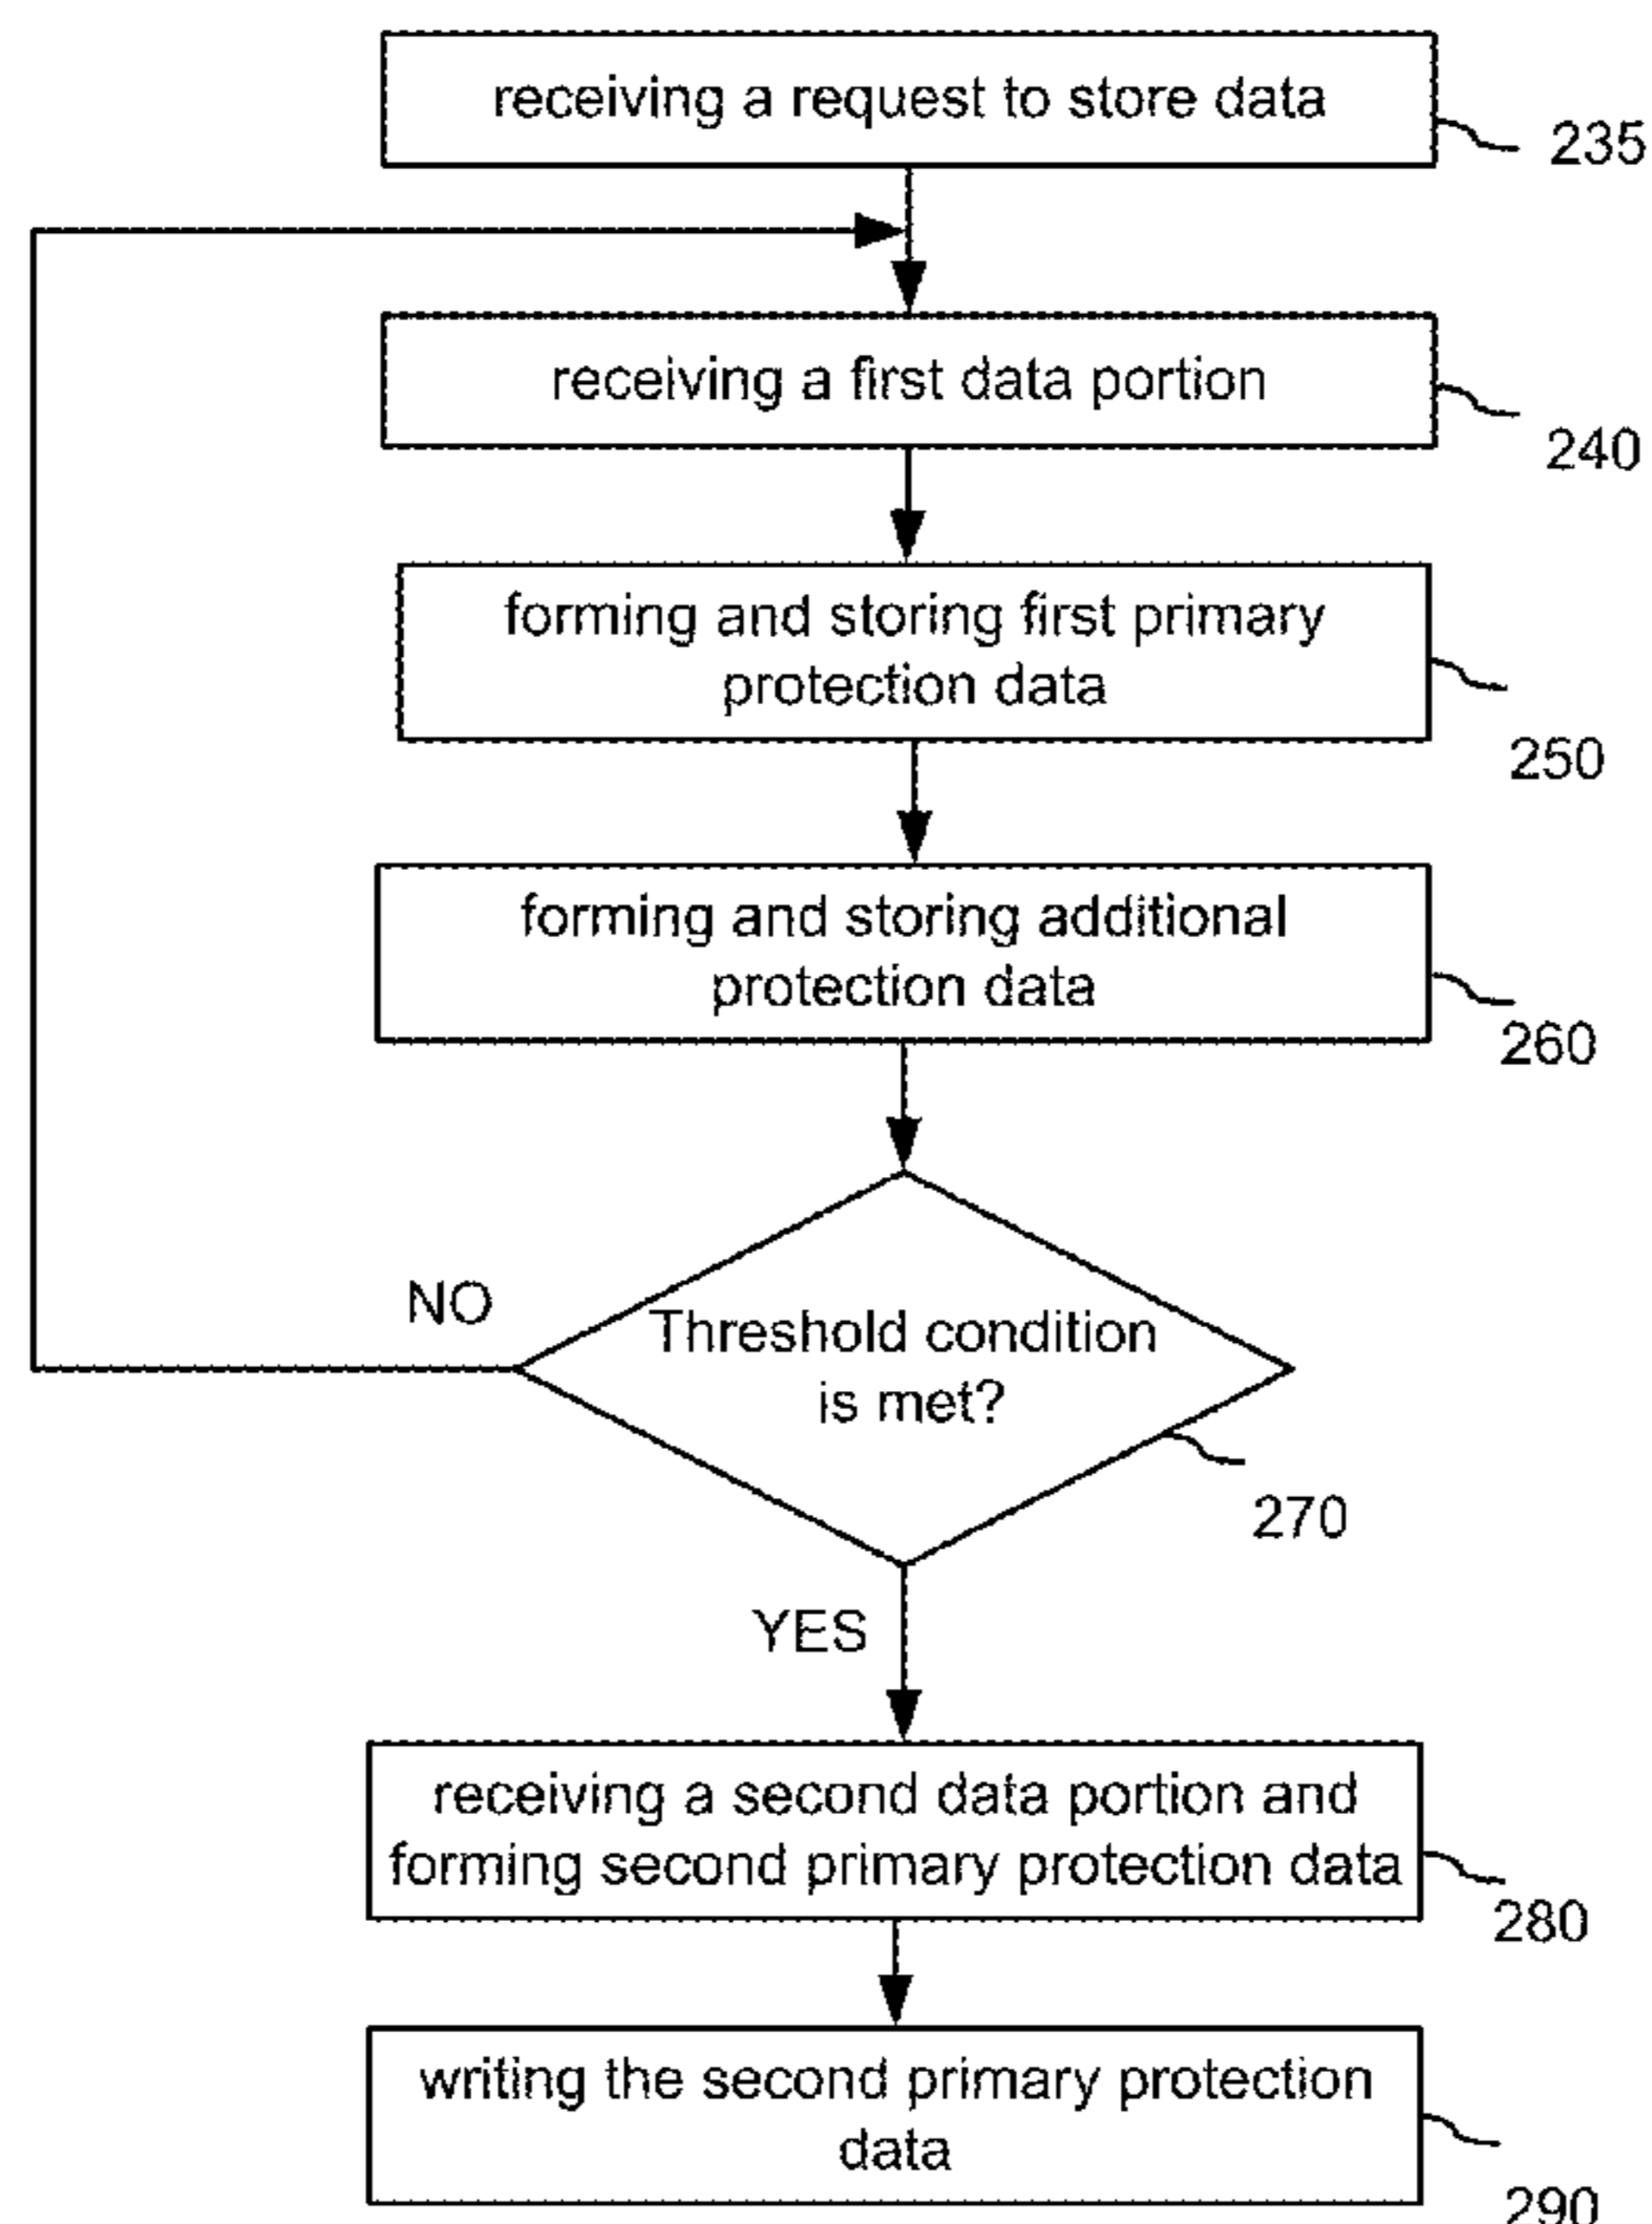 receiving a request to store data
235
receiving a first data portion
240
forming and storing first primary
protection data
250
forming and storing additional
protection data
260
NO
Threshold condition
is met?
270
YES
receiving a second data portion and
forming second primary protection data
280
writing the second primary protection
data
290